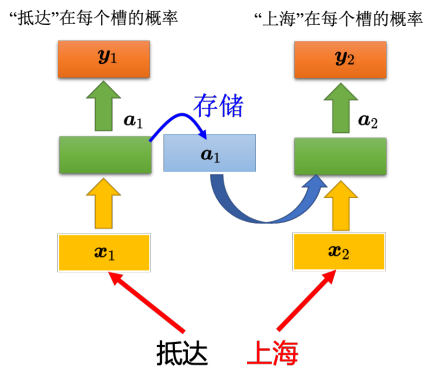 “抵达”在每个槽的概率
“上海”在每个槽的概率
y1
y2
存储
a1
a2
a1
x1
x2
抵达
上海